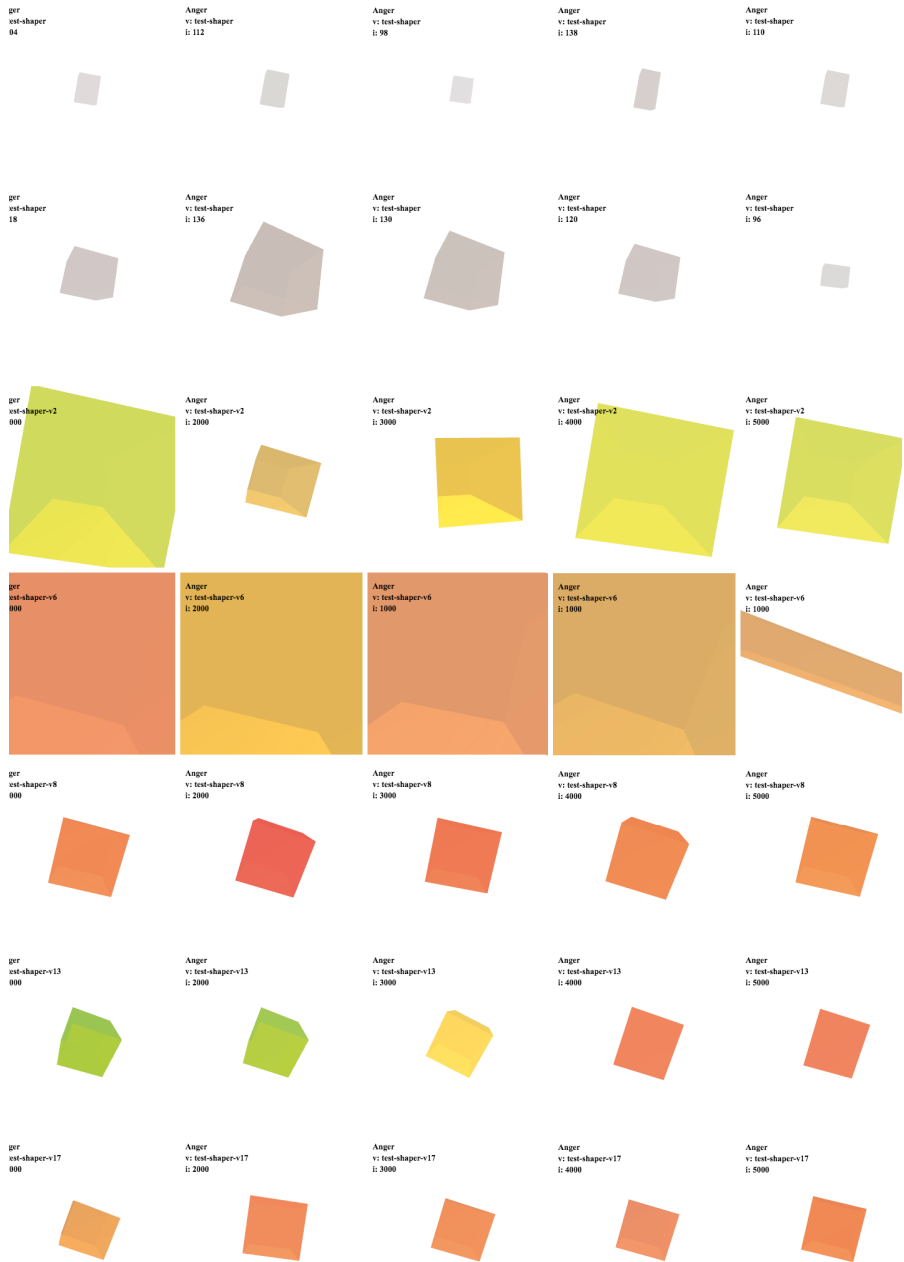 ger
est-shaper
04
Anger
v: test-shaper
i: 112
Anger
v: test-shaper
i: 98
Anger
v: test-shaper
i: 138
Anger
v: test-shaper
i: 110
ger
est-shaper
18
Anger
v: test-shaper
i: 136
Anger
v: test-shaper
i: 130
Anger
v: test-shaper
i: 120
Anger
v: test-shaper
i: 96
ger
est-shaper-v2
000
Anger
v: test-shaper-v2
i: 2000
Anger
v: test-shaper-v2
i: 3000
Anger
v: test-shaper-v2
i: 4000
Anger
v: test-shaper-v2
i: 5000
ger
est-shaper-v6
000
Anger
v: test-shaper-v6
i: 2000
Anger
v: test-shaper-v6
i: 1000
Anger
v: test-shaper-v6
i: 1000
Anger
v: test-shaper-v6
i: 1000
ger
est-shaper-v8
000
Anger
v: test-shaper-v8
i: 2000
Anger
v: test-shaper-v8
i: 3000
Anger
v: test-shaper-v8
i: 4000
Anger
v: test-shaper-v8
i: 5000
ger
est-shaper-v13
000
Anger
v: test-shaper-v13
i: 2000
Anger
v: test-shaper-v13
i: 3000
Anger
v: test-shaper-v13
i: 4000
Anger
v: test-shaper-v13
i: 5000
ger
est-shaper-v17
000
Anger
v: test-shaper-v17
i: 2000
Anger
v: test-shaper-v17
i: 3000
Anger
v: test-shaper-v17
i: 4000
Anger
v: test-shaper-v17
i: 5000